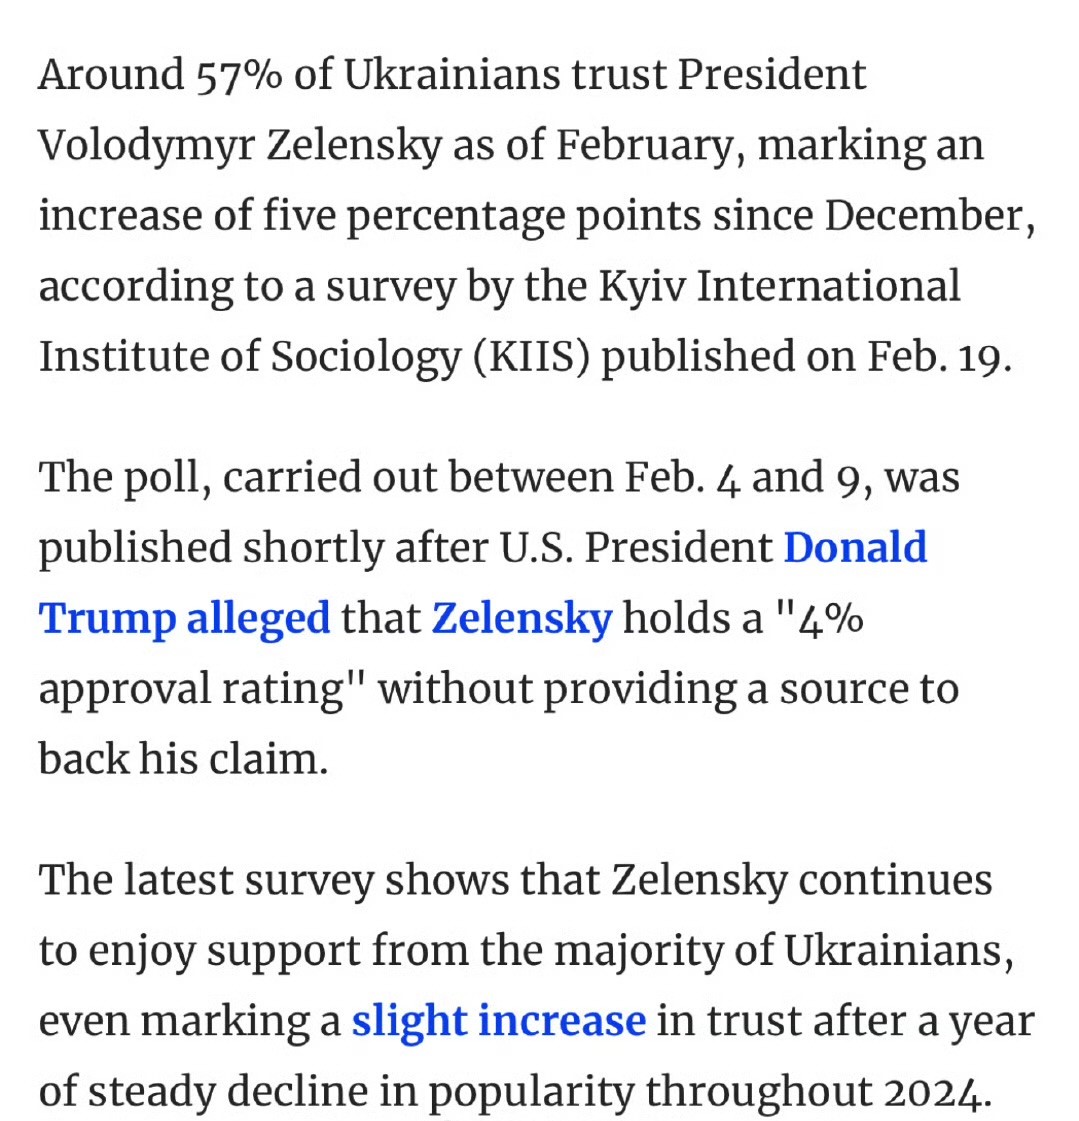 Around 57% of Ukrainians trust President
Volodymyr Zelensky as of February, marking an
increase of five percentage points since December,
according to a survey by the Kyiv International
Institute of Sociology (KIIS) published on Feb. 19.
The poll, carried out between Feb. 4 and 9, was
published shortly after U.S. President Donald
Trump alleged that Zelensky holds a "4%
approval rating" without providing a source to
back his claim.
The latest survey shows that Zelensky continues
to enjoy support from the majority of Ukrainians,
even marking a slight increase in trust after a year
of steady decline in popularity throughout 2024.